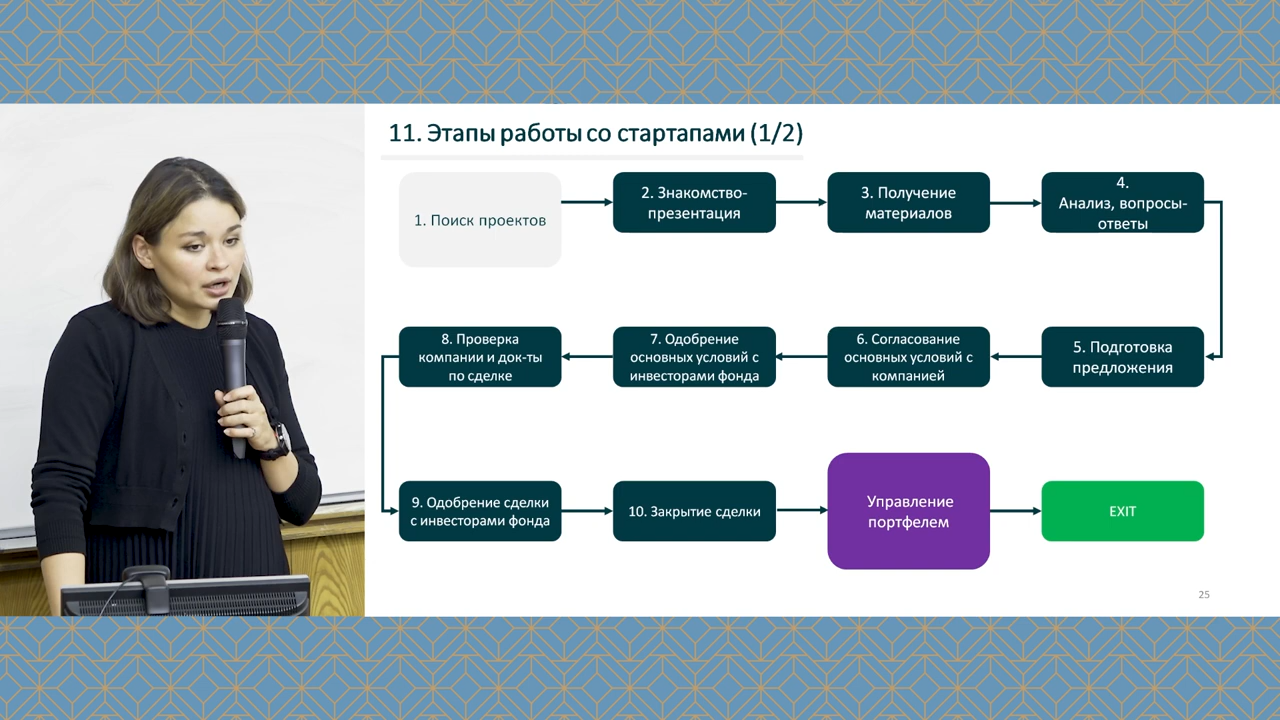 11. Этапы работы со стартапами (1/2)
1. Поиск проектов
2. Знакомство-
презентация
3. Получение
материалов
4.
Анализ, вопросы-
ответы
8. Проверка
компании и док-ты
по сделке
7. Одобрение
основных условий с
инвесторами фонда
6. Согласование
основных условий с
компанией
5. Подготовка
предложения
9. Одобрение сделки
с инвесторами фонда
10. Закрытие сделки
Управление
портфелем
EXIT
25